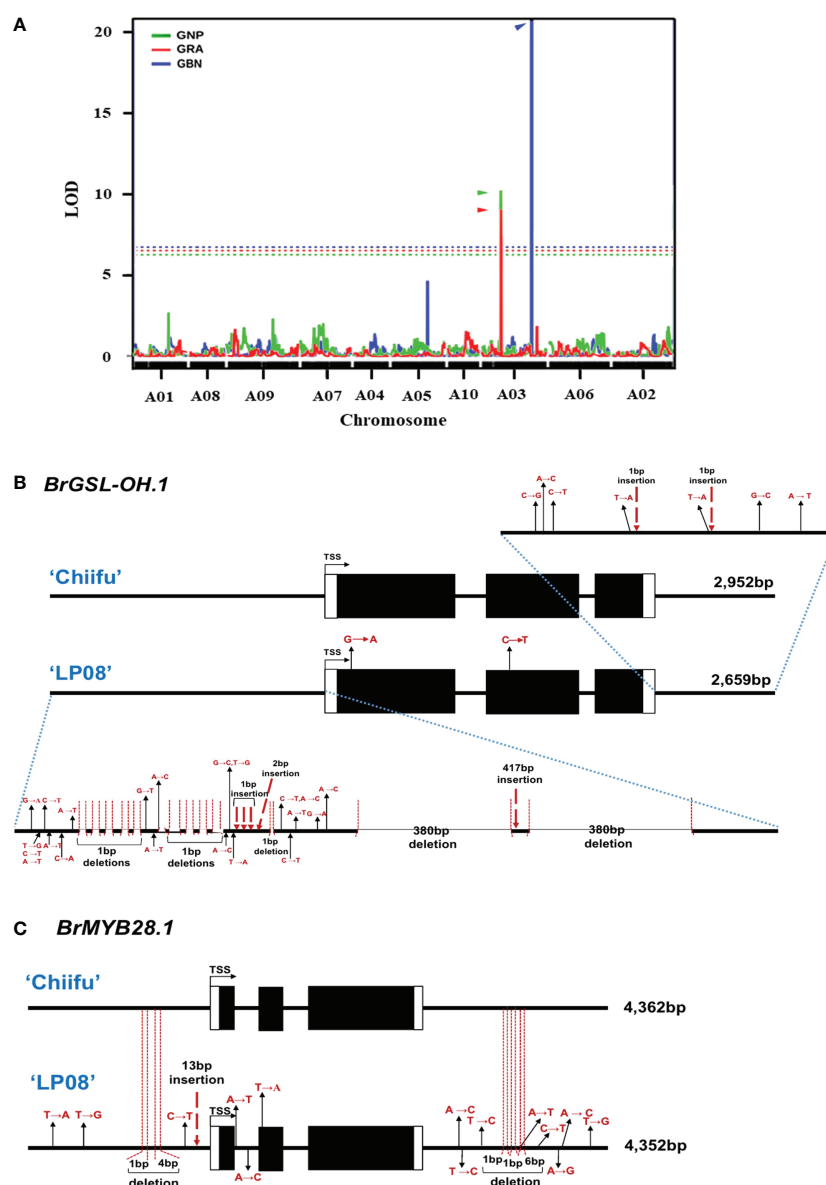 A
GNP
GRA
GBN
20
15
10
5
0
LOD
A01 A08 A09 A07 A04 A05 A10 A03 A06 A02
Chromosome
B BrGSL-OH.1
1bp insertion
1bp insertion
A→C
C→G C→T
T→A
T→A
G→C
A→T
'Chiifu'
TSS
2,952bp
G→A
C→T
'LP08'
TSS
2,659bp
G→C,T→G
2bp insertion
417bp insertion
A→C
G→T
1bp insertion
A→C
G→A C→T
A→T
C→T, A→C
A→T G→A
380bp deletion
380bp deletion
T→G A→T
C→T
A→T
C→A
1bp deletions
A→T
1bp deletions
A→C
T→A
1bp deletion
C→T
C BrMYB28.1
'Chiifu'
TSS
4,362bp
'LP08'
13bp insertion
T→A T→G
C→T
TSS
A→T
T→A
A→C
A→C
T→C
A→T A→C
C→T
T→G
4,352bp
1bp 4bp
deletion
T→C
1bp 1bp 6bp
deletion
A→G